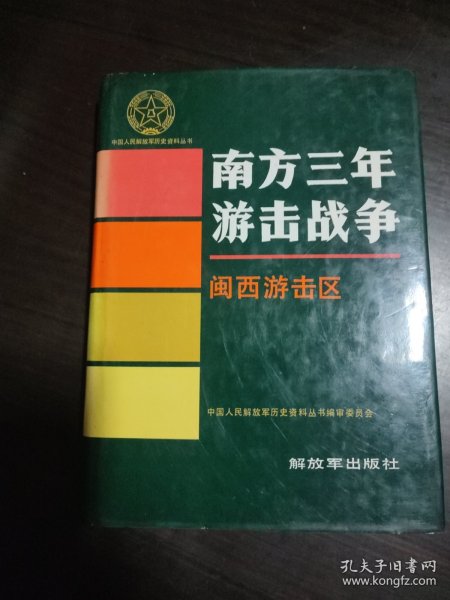 中国人民解放军历史资料丛书
南方三年
游击战争
闽西游击区
中国人民解放军历史资料丛书编审委员会
解放军出版社
孔夫子旧书网
www.kongfz.com